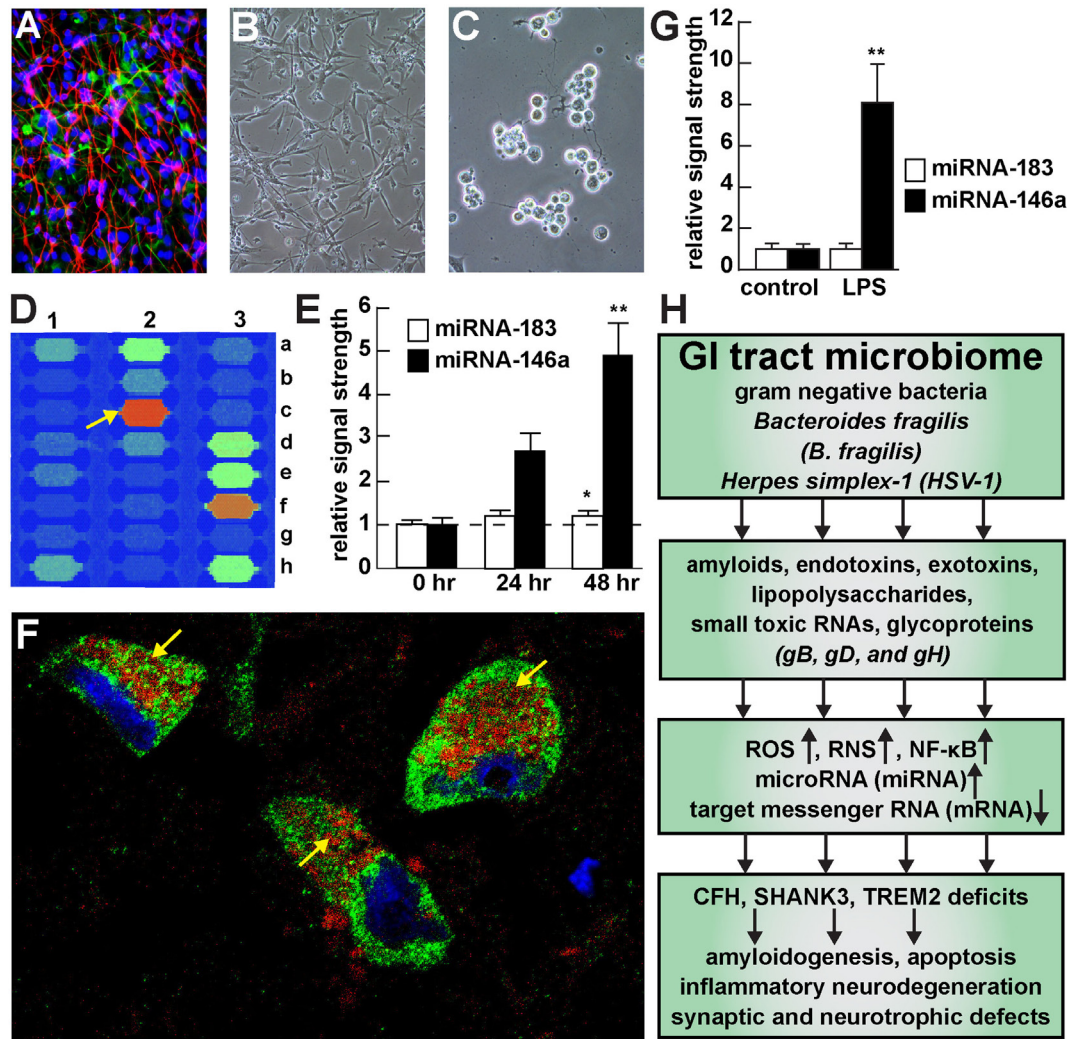 A
B
C
G
relative signal strength
12
10
8
6
4
2
0
**
control
LPS
miRNA-183
miRNA-146a
D
1
2
3
a
b
c
d
e
f
g
h
E
relative signal strength
6
5
4
3
2
1
0
miRNA-183
miRNA-146a
*
**
0 hr
24 hr
48 hr
F
H
GI tract microbiome
gram negative bacteria
Bacteroides fragilis
(B. fragilis)
Herpes simplex-1 (HSV-1)
amyloids, endotoxins, exotoxins,
lipopolysaccharides,
small toxic RNAs, glycoproteins
(gB, gD, and gH)
ROS↑, RNS↑, NF-κB↑
microRNA (miRNA)↑
target messenger RNA (mRNA)↓
CFH, SHANK3, TREM2 deficits
amyloidogenesis, apoptosis
inflammatory neurodegeneration
synaptic and neurotrophic defects